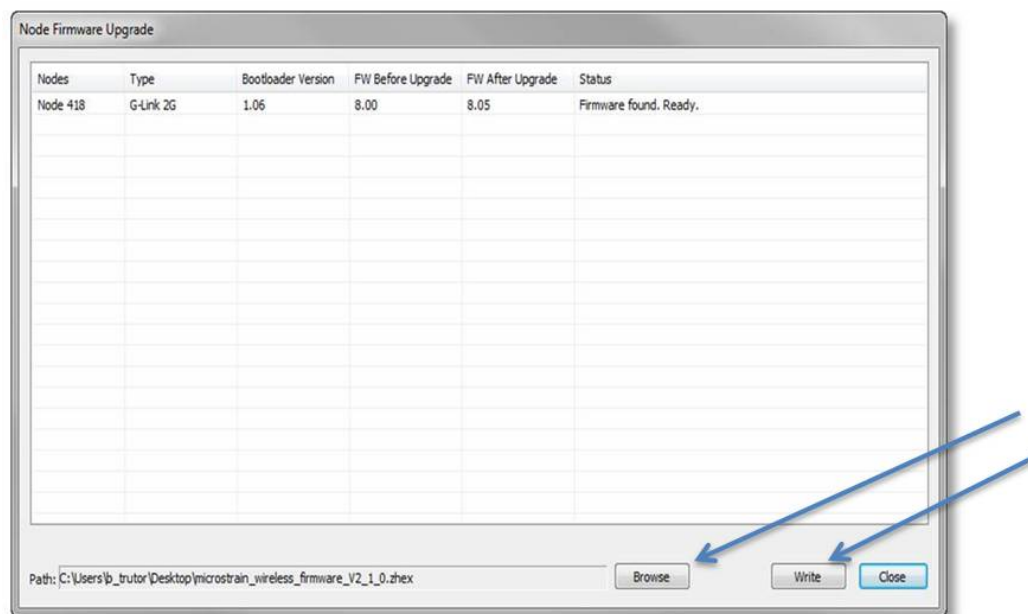 Node Firmware Upgrade
Nodes Type Bootloader Version FW Before Upgrade FW After Upgrade Status
Node 418 G-Link 2G 1.06 8.00 8.05 Firmware found. Ready.
Path: C:\Users\b_trutor\Desktop\microstrain_wireless_firmware_V2_1_0.zhex Browse Write Close